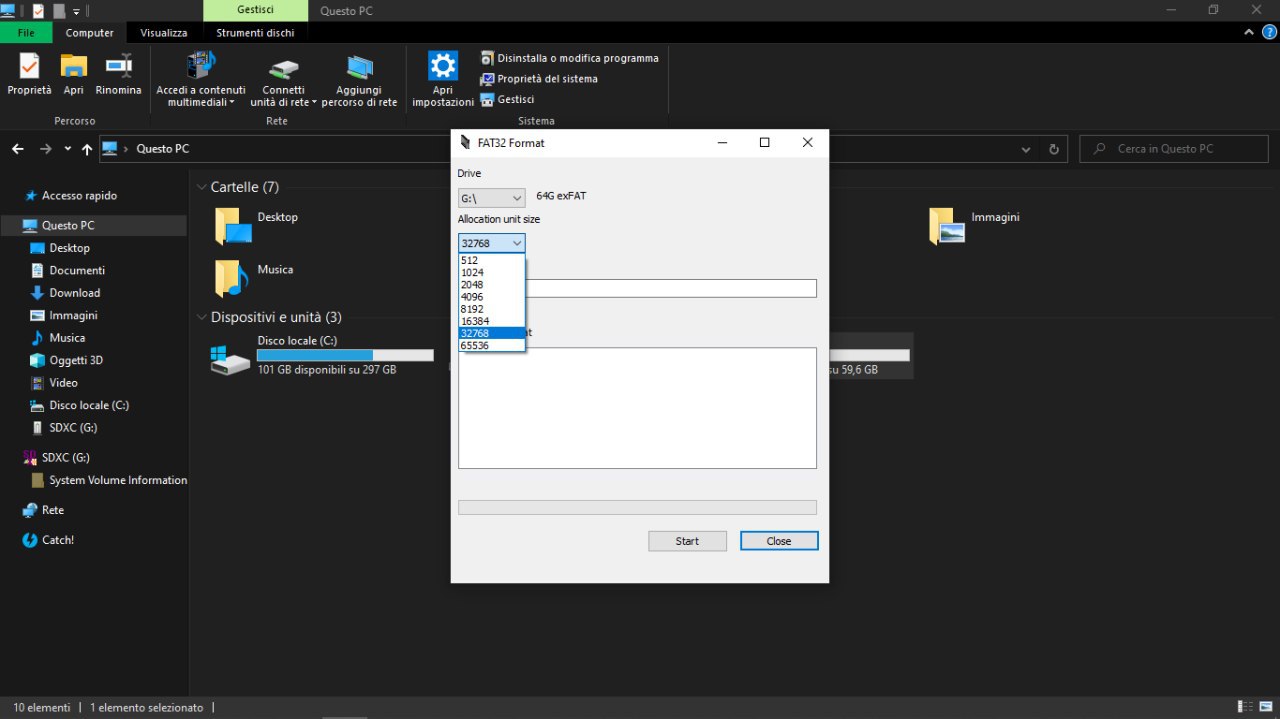 Gestisci
Questo PC
File
Computer
Visualizza
Strumenti dischi
Proprietà
Apri
Rinomina
Percorso
Accedi a contenuti
multimediali
Connetti
unità di rete
Aggiungi
percorso di rete
Rete
Apri
impostazioni
Disinstalla o modifica programma
Proprietà del sistema
Gestisci
Sistema
Questo PC
Cerca in Questo PC
Accesso rapido
Questo PC
Desktop
Documenti
Download
Immagini
Musica
Oggetti 3D
Video
Disco locale (C:)
SDXC (G:)
SDXC (G:)
System Volume Information
Rete
Catch!
Cartelle (7)
Desktop
Immagini
Musica
Dispositivi e unità (3)
Disco locale (C:)
101 GB disponibili su 297 GB
su 59,6 GB
FAT32 Format
Drive
G:\
64G exFAT
Allocation unit size
32768
512
1024
2048
4096
8192
16384
32768
65536
Start
Close
10 elementi
1 elemento selezionato